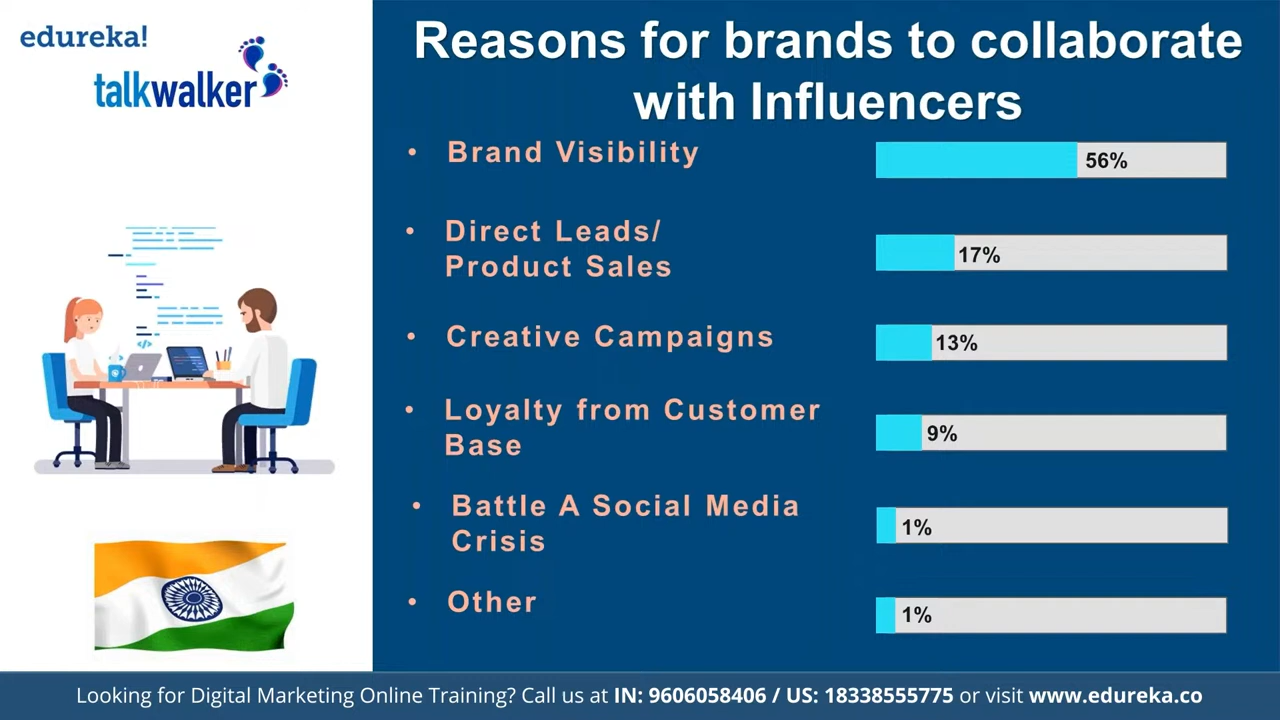 edureka!
talkwalker
Reasons for brands to collaborate
with Influencers
• Brand Visibility
56%
• Direct Leads/
Product Sales
17%
• Creative Campaigns
13%
• Loyalty from Customer
Base
9%
• Battle A Social Media
Crisis
1%
• Other
1%
Looking for Digital Marketing Online Training? Call us at IN: 9606058406 / US: 18338555775 or visit www.edureka.co